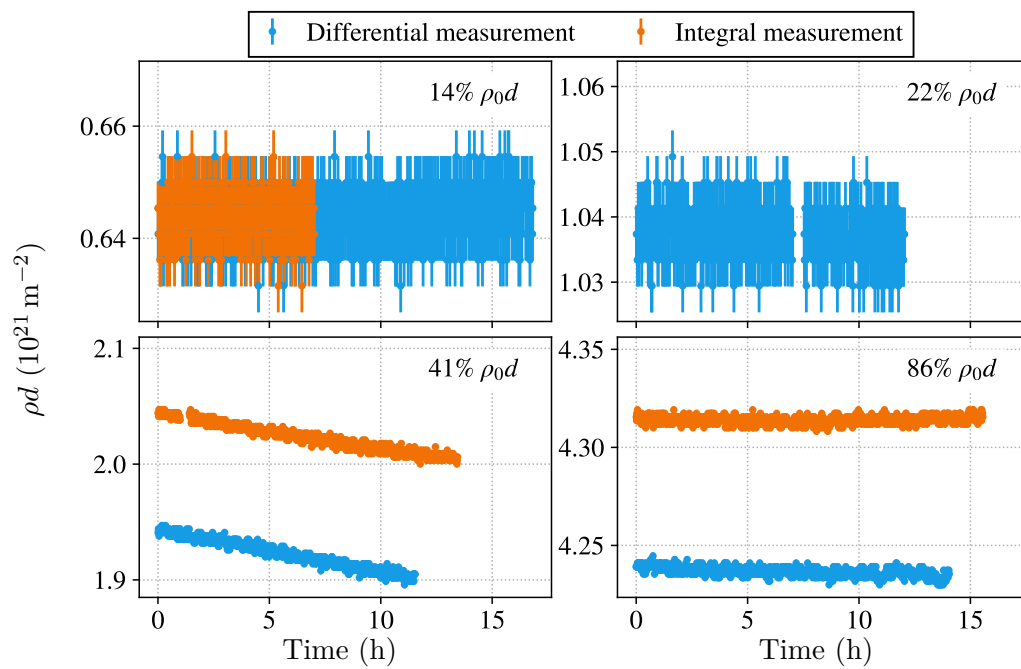 Differential measurement Integral measurement
14% ρ₀d
0.66
0.64
22% ρ₀d
1.06
1.05
1.04
1.03
ρd (10²¹ m⁻²)
41% ρ₀d
2.1
2.0
1.9
0 5 10 15
Time (h)
86% ρ₀d
4.35
4.30
4.25
0 5 10 15
Time (h)